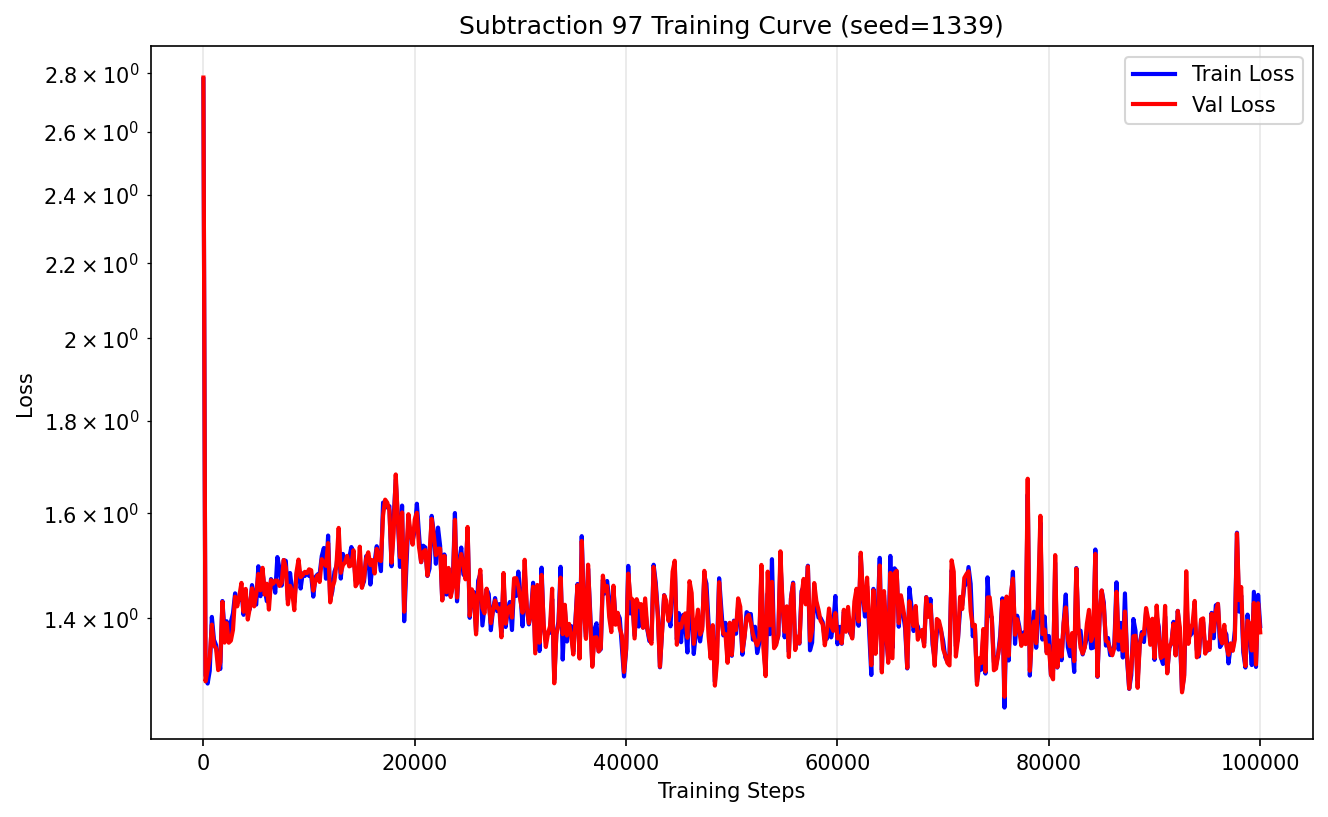 Subtraction 97 Training Curve (seed=1339)
Train Loss
Val Loss
2.8 × 10⁰
2.6 × 10⁰
2.4 × 10⁰
2.2 × 10⁰
2 × 10⁰
1.8 × 10⁰
1.6 × 10⁰
1.4 × 10⁰
Loss
0 20000 40000 60000 80000 100000
Training Steps